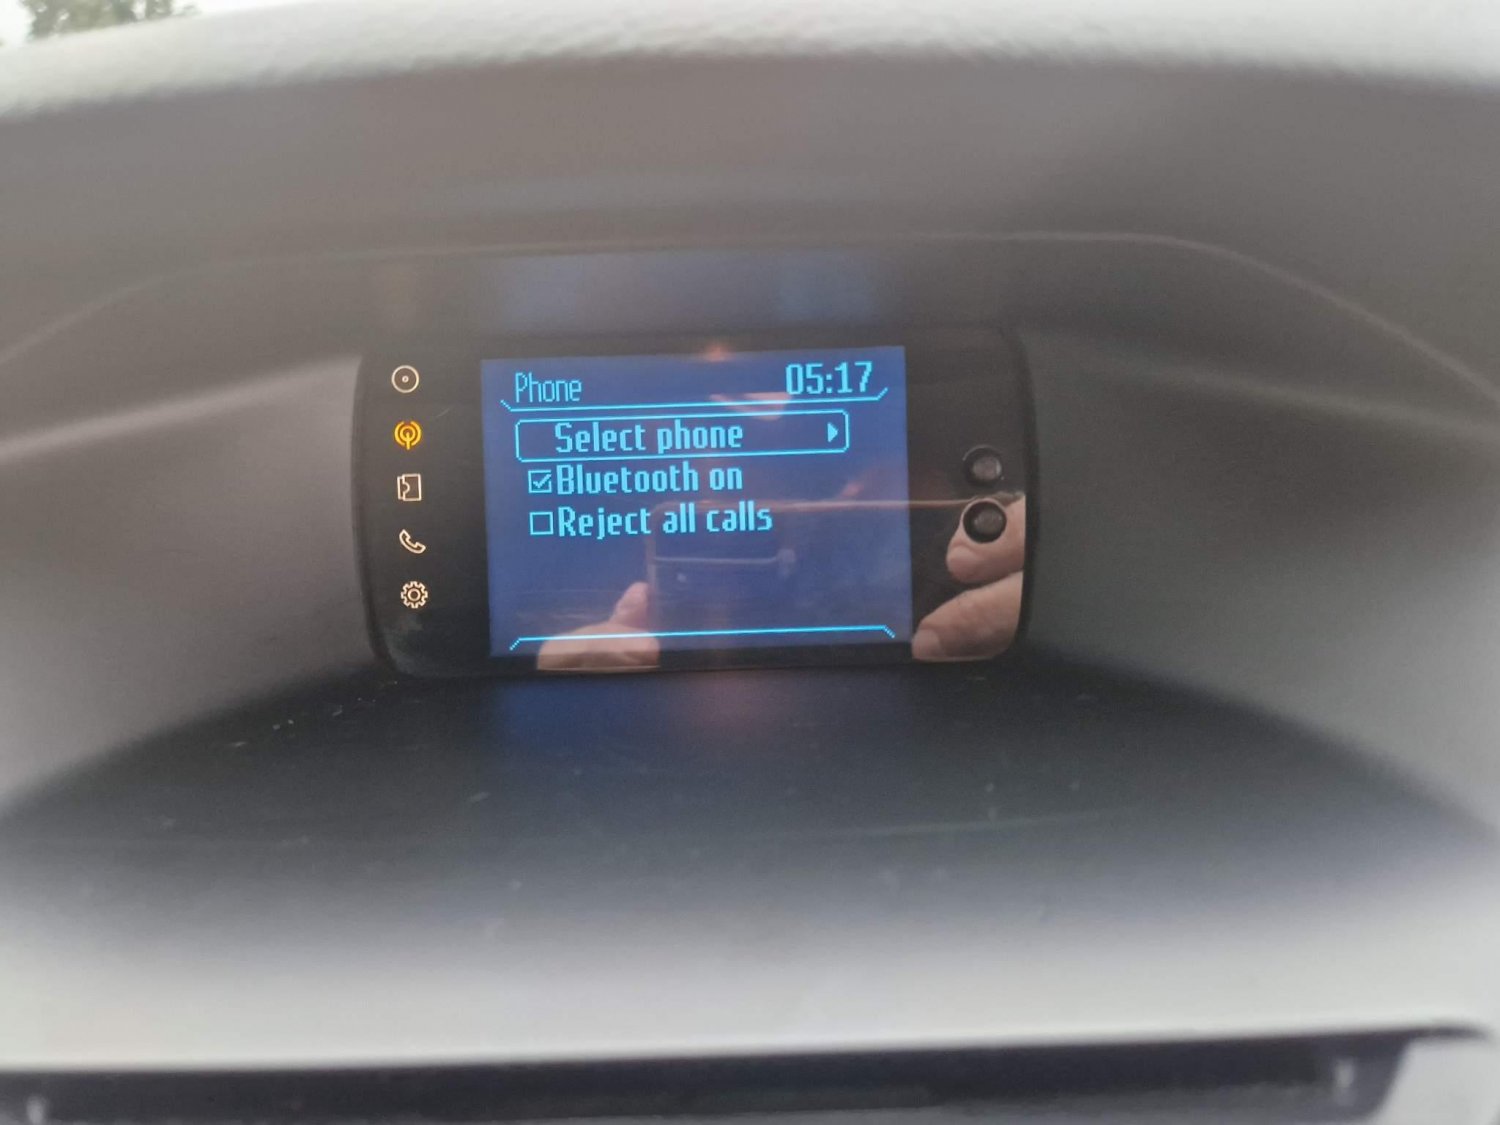 Phone 05:17
Select phone
Bluetooth on
Reject all calls